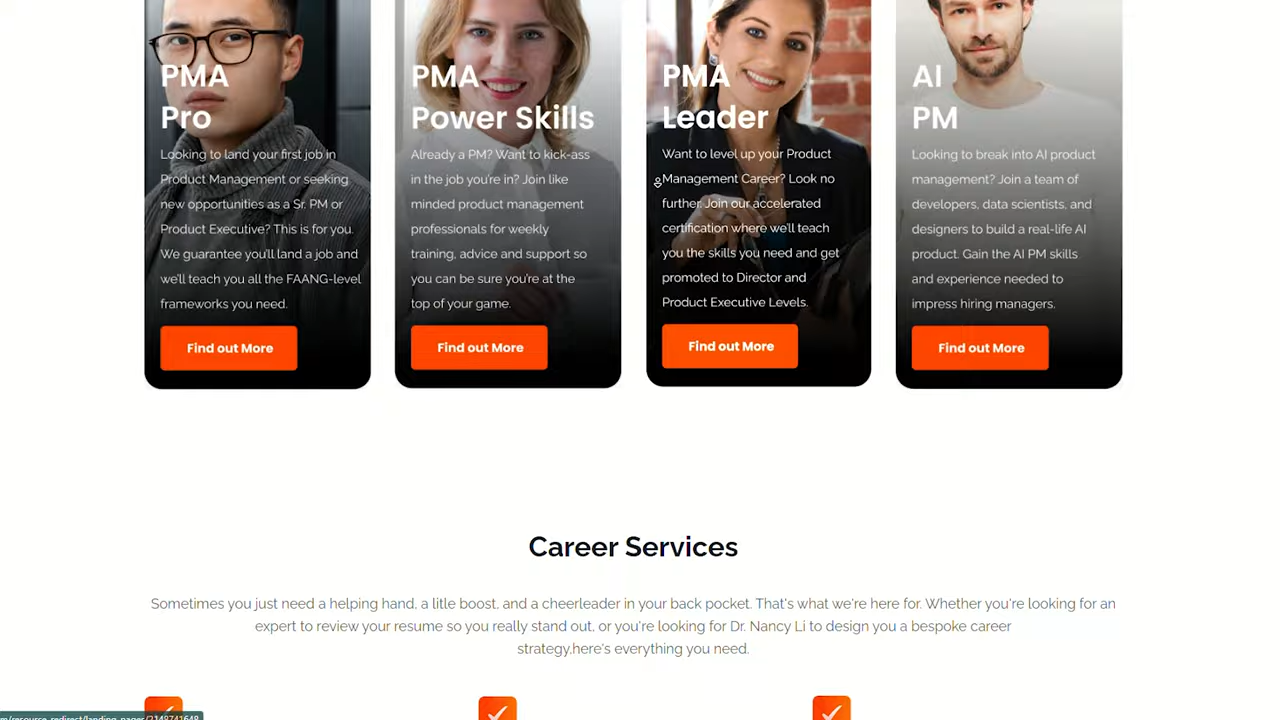 PMA
Pro
Looking to land your first job in
Product Management or seeking
new opportunities as a Sr. PM or
Product Executive? This is for you.
We guarantee you'll land a job and
we'll teach you all the FAANG-level
frameworks you need.
Find out More
PMA
Power Skills
Already a PM? Want to kick-ass
in the job you're in? Join like
minded product management
professionals for weekly
training, advice and support so
you can be sure you're at the
top of your game.
Find out More
PMA
Leader
Want to level up your Product
Management Career? Look no
further. Join our accelerated
certification where we'll teach
you the skills you need and get
promoted to Director and
Product Executive Levels.
Find out More
AI
PM
Looking to break into AI product
management? Join a team of
developers, data scientists, and
designers to build a real-life AI
product. Gain the AI PM skills
and experience needed to
impress hiring managers.
Find out More
Career Services
Sometimes you just need a helping hand, a litle boost, and a cheerleader in your back pocket. That's what we're here for. Whether you're looking for an
expert to review your resume so you really stand out, or you're looking for Dr. Nancy Li to design you a bespoke career
strategy,here's everything you need.